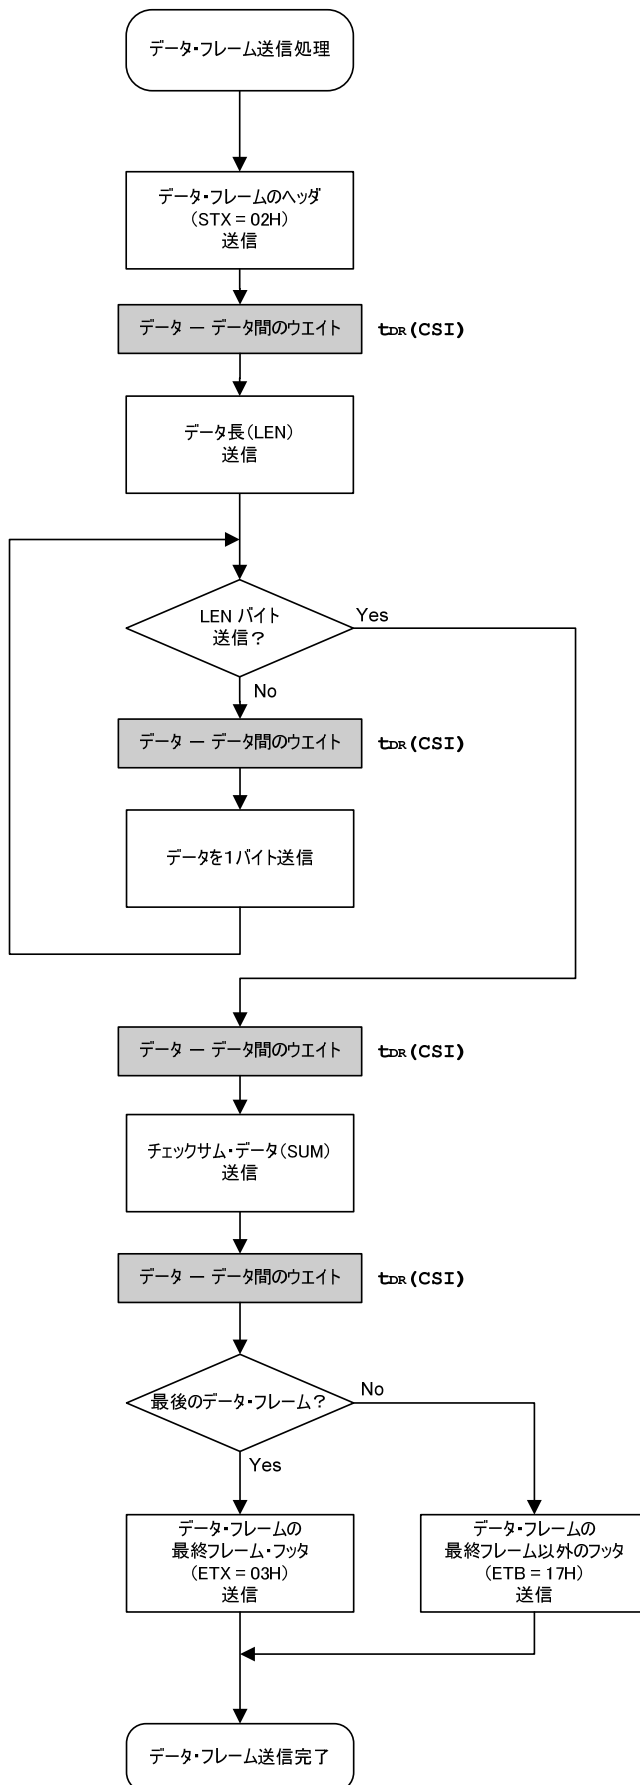 データ・フレーム送信処理
データ・フレームのヘッダ
(STX = 02H)
送信
データ ー データ間のウエイト
tDR(CSI)
データ長(LEN)
送信
LEN バイト
送信？
Yes
No
データ ー データ間のウエイト
tDR(CSI)
データを1バイト送信
データ ー データ間のウエイト
tDR(CSI)
チェックサム・データ(SUM)
送信
データ ー データ間のウエイト
tDR(CSI)
最後のデータ・フレーム？
No
Yes
データ・フレームの
最終フレーム・フッタ
(ETX = 03H)
送信
データ・フレームの
最終フレーム以外のフッタ
(ETB = 17H)
送信
データ・フレーム送信完了